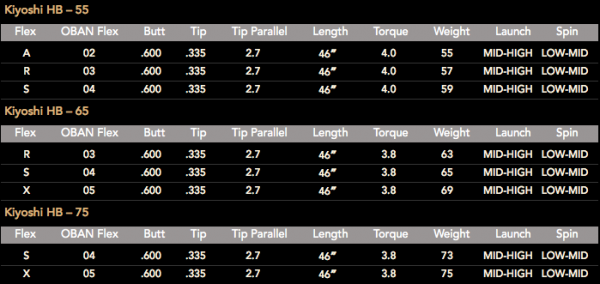 Kiyoshi HB – 55
Flex OBAN Flex Butt Tip Tip Parallel Length Torque Weight Launch Spin
A 02 .600 .335 2.7 46″ 4.0 55 MID-HIGH LOW-MID
R 03 .600 .335 2.7 46″ 4.0 57 MID-HIGH LOW-MID
S 04 .600 .335 2.7 46″ 4.0 59 MID-HIGH LOW-MID
Kiyoshi HB – 65
Flex OBAN Flex Butt Tip Tip Parallel Length Torque Weight Launch Spin
R 03 .600 .335 2.7 46″ 3.8 63 MID-HIGH LOW-MID
S 04 .600 .335 2.7 46″ 3.8 65 MID-HIGH LOW-MID
X 05 .600 .335 2.7 46″ 3.8 69 MID-HIGH LOW-MID
Kiyoshi HB – 75
Flex OBAN Flex Butt Tip Tip Parallel Length Torque Weight Launch Spin
S 04 .600 .335 2.7 46″ 3.8 73 MID-HIGH LOW-MID
X 05 .600 .335 2.7 46″ 3.8 75 MID-HIGH LOW-MID